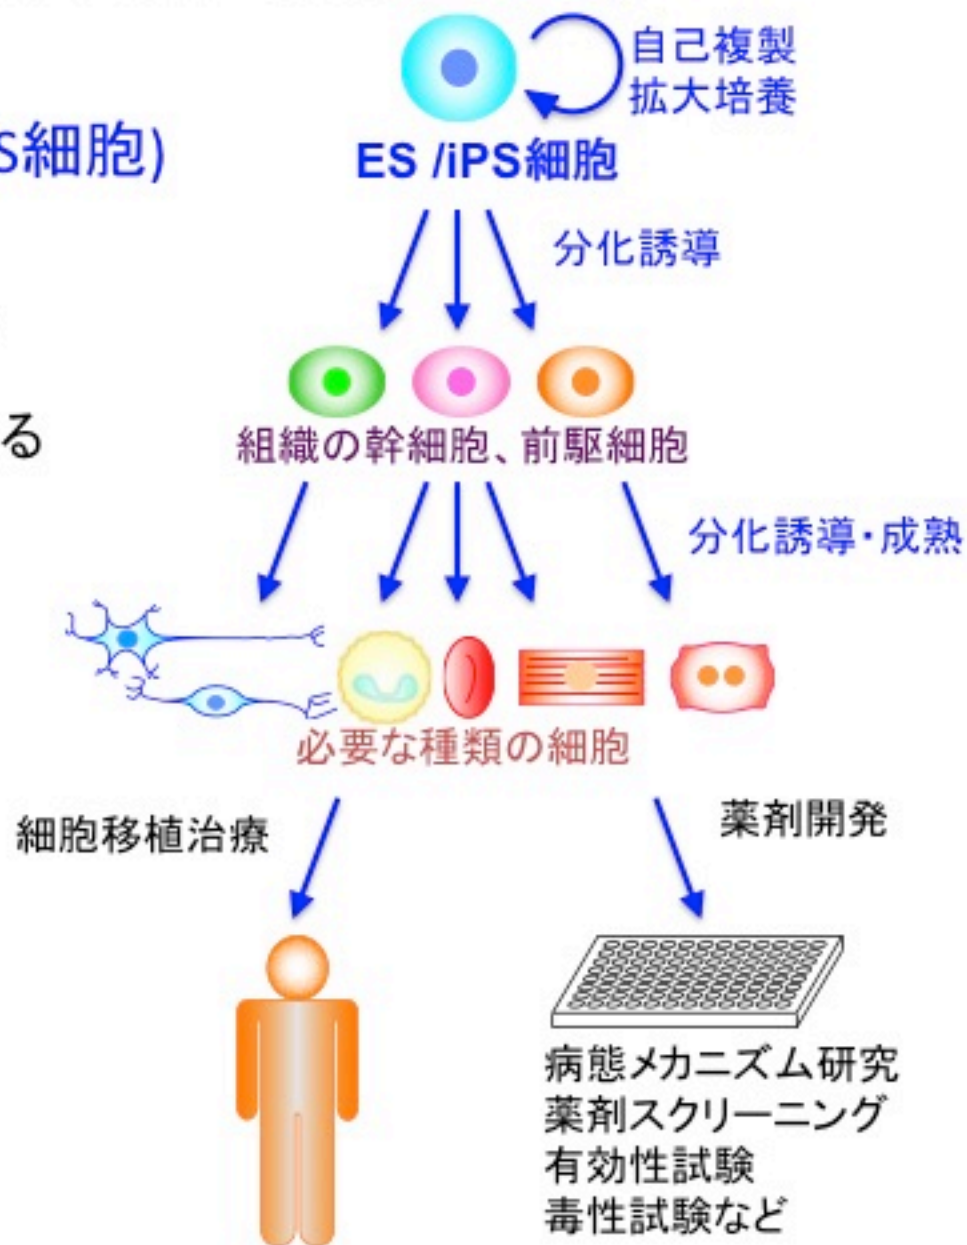 自己複製
拡大培養
S細胞)
ES /iPS細胞
分化誘導
る
組織の幹細胞、前駆細胞
分化誘導・成熟
必要な種類の細胞
細胞移植治療
薬剤開発
病態メカニズム研究
薬剤スクリーニング
有効性試験
毒性試験など